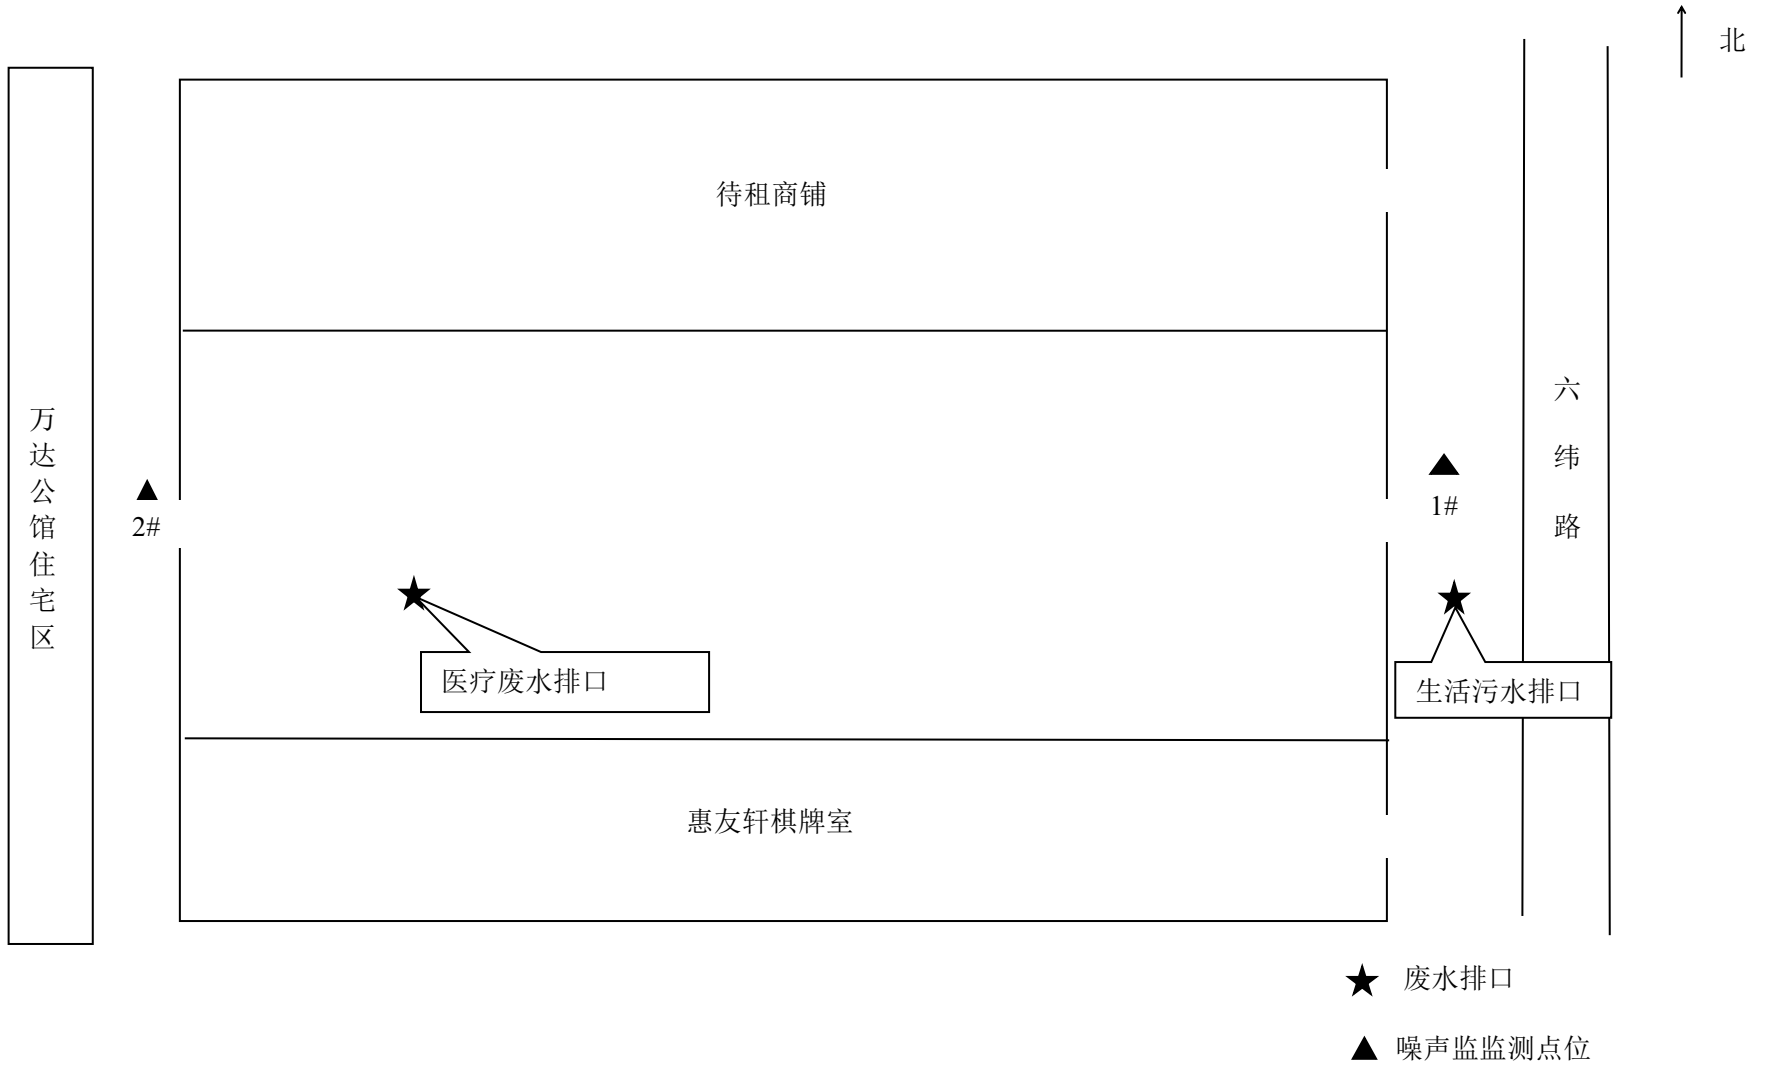 北
待租商铺
万达公馆住宅区
六纬路
2#
1#
医疗废水排口
生活污水排口
惠友轩棋牌室
废水排口
噪声监监测点位